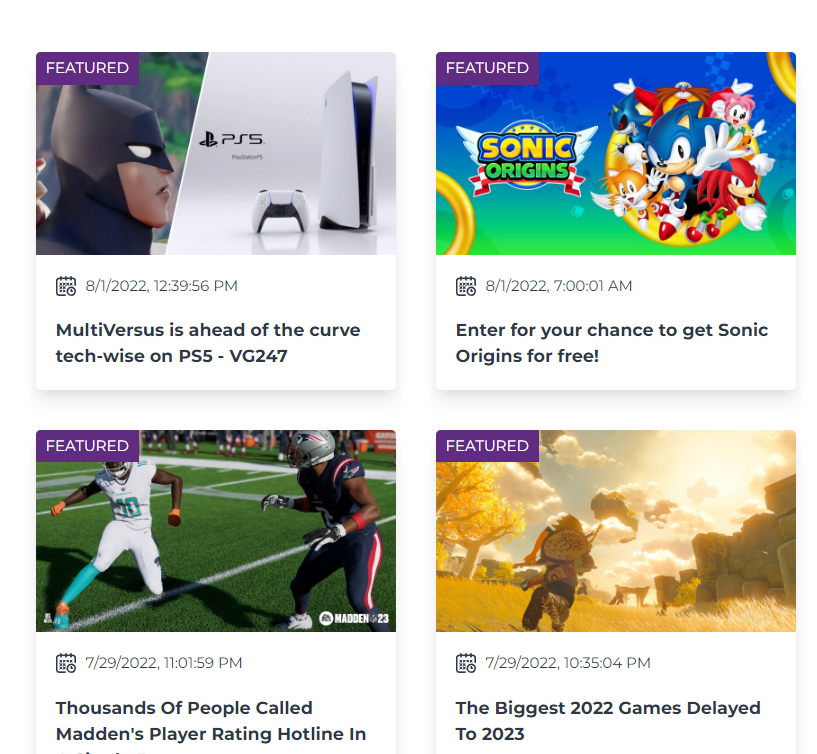 FEATURED
PS5
PlayStation®5
8/1/2022, 12:39:56 PM
MultiVersus is ahead of the curve
tech-wise on PS5 - VG247
FEATURED
SONIC
ORIGINS
8/1/2022, 7:00:01 AM
Enter for your chance to get Sonic
Origins for free!
FEATURED
10
EA
MADDEN NFL 23
7/29/2022, 11:01:59 PM
Thousands Of People Called
Madden's Player Rating Hotline In
FEATURED
7/29/2022, 10:35:04 PM
The Biggest 2022 Games Delayed
To 2023